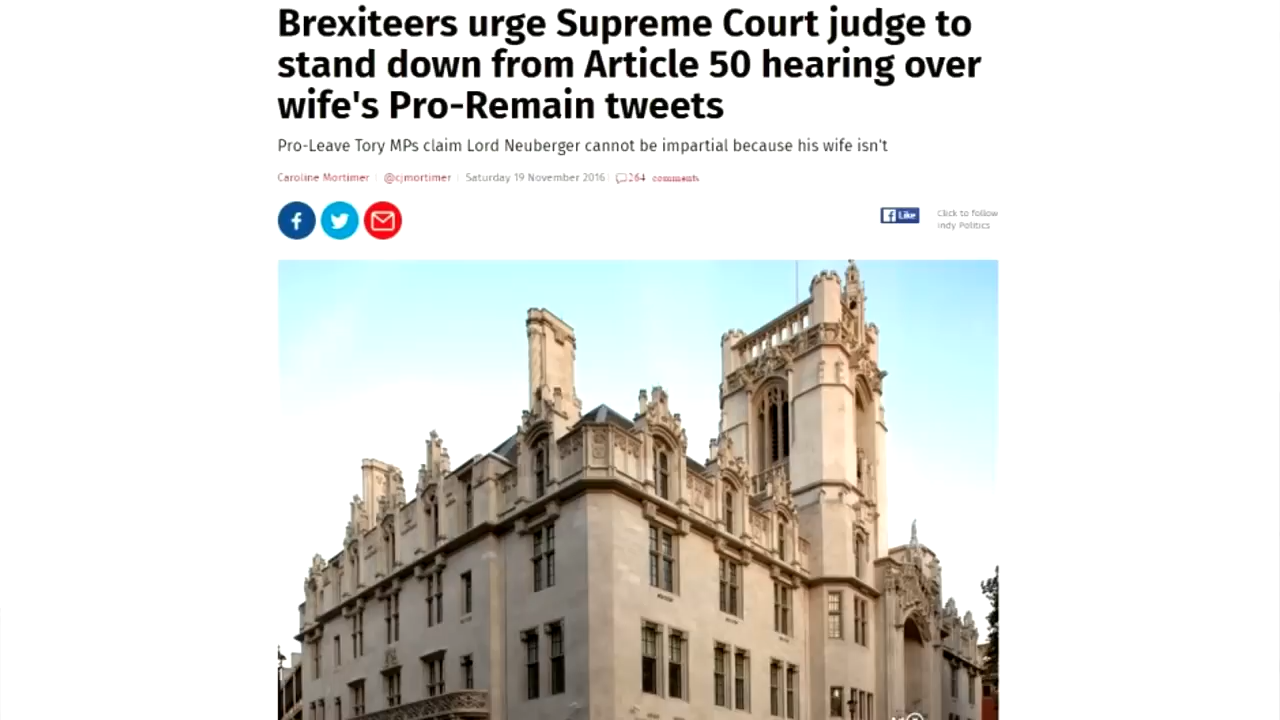 Brexiteers urge Supreme Court judge to
stand down from Article 50 hearing over
wife's Pro-Remain tweets
Pro-Leave Tory MPs claim Lord Neuberger cannot be impartial because his wife isn't
Caroline Mortimer @cjmortimer Saturday 19 November 2016 264 comments
Like
Click to follow
Indy Politics